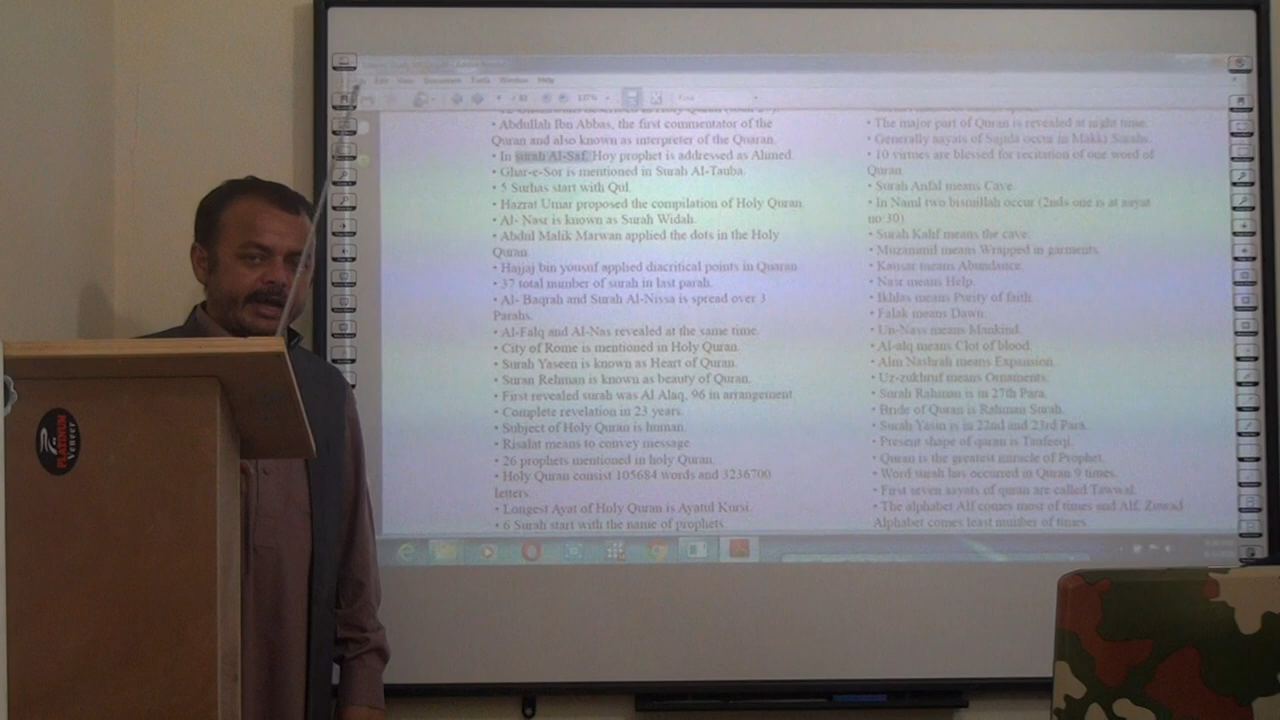 Window Help
137%
• Abdullah Ibn Abbas, the first commentator of the
Quran and also known as interpreter of the Quaran.
• In surah Al-Saf, Hoy prophet is addressed as Ahmed.
• Ghar-e-Sor is mentioned in Surah Al-Tauba.
• 5 Surhas start with Qul.
• Hazrat Umar proposed the compilation of Holy Quran
• Al- Nasr is known as Surah Widah.
• Abdul Malik Marwan applied the dots in the Holy
Quran
• Hajjaj bin yousuf applied diacritical points in Quaran
• 37 total number of surah in last parah.
• Al- Baqrah and Surah Al-Nissa is spread over 3
Parahs.
• Al-Falq and Al-Nas revealed at the same time.
• City of Rome is mentioned in Holy Quran.
• Surah Yaseen is known as Heart of Quran.
• Surah Rehman is known as beauty of Quran.
• First revealed surah was Al Alaq, 96 in arrangement
• Complete revelation in 23 years.
• Subject of Holy Quran is human.
• Risalat means to convey message
• 26 prophets mentioned in holy Quran.
• Holy Quran consist 105684 words and 3236700
letters.
• Longest Ayat of Holy Quran is Ayatul Kursi.
• 6 Surah start with the name of prophets.
• The major part of Quran is revealed at night time.
• Generally aayats of Sajida occur in Makki Surahs.
• 10 virtues are blessed for recitation of one word of
Quran.
• Surah Anfal means Cave.
• In Naml two bismillah occur (2nds one is at aayat
no 30)
• Surah Kahf means the cave.
• Muzammil means Wrapped in garments.
• Kausar means Abundance.
• Nasr means Help.
• Ikhlas means Purity of faith.
• Falak means Dawn.
• Un-Nass means Mankind.
• Al-alq means Clot of blood.
• Alm Nashrah means Expansion.
• Uz-zukhruf means Ornaments.
• Surah Rahman is in 27th Para.
• Bride of Quran is Rahman Surah.
• Surah Yasin is in 22nd and 23rd Para.
• Present shape of quran is Taufeeqi.
• Quran is the greatest miracle of Prophet.
• Word surah has occurred in Quran 9 times.
• First seven aayats of quran are called Tawwal.
• The alphabet Alf comes most of times and Alf, Zuwad
Alphabet comes least number of times.
PLATINUM
Veneer